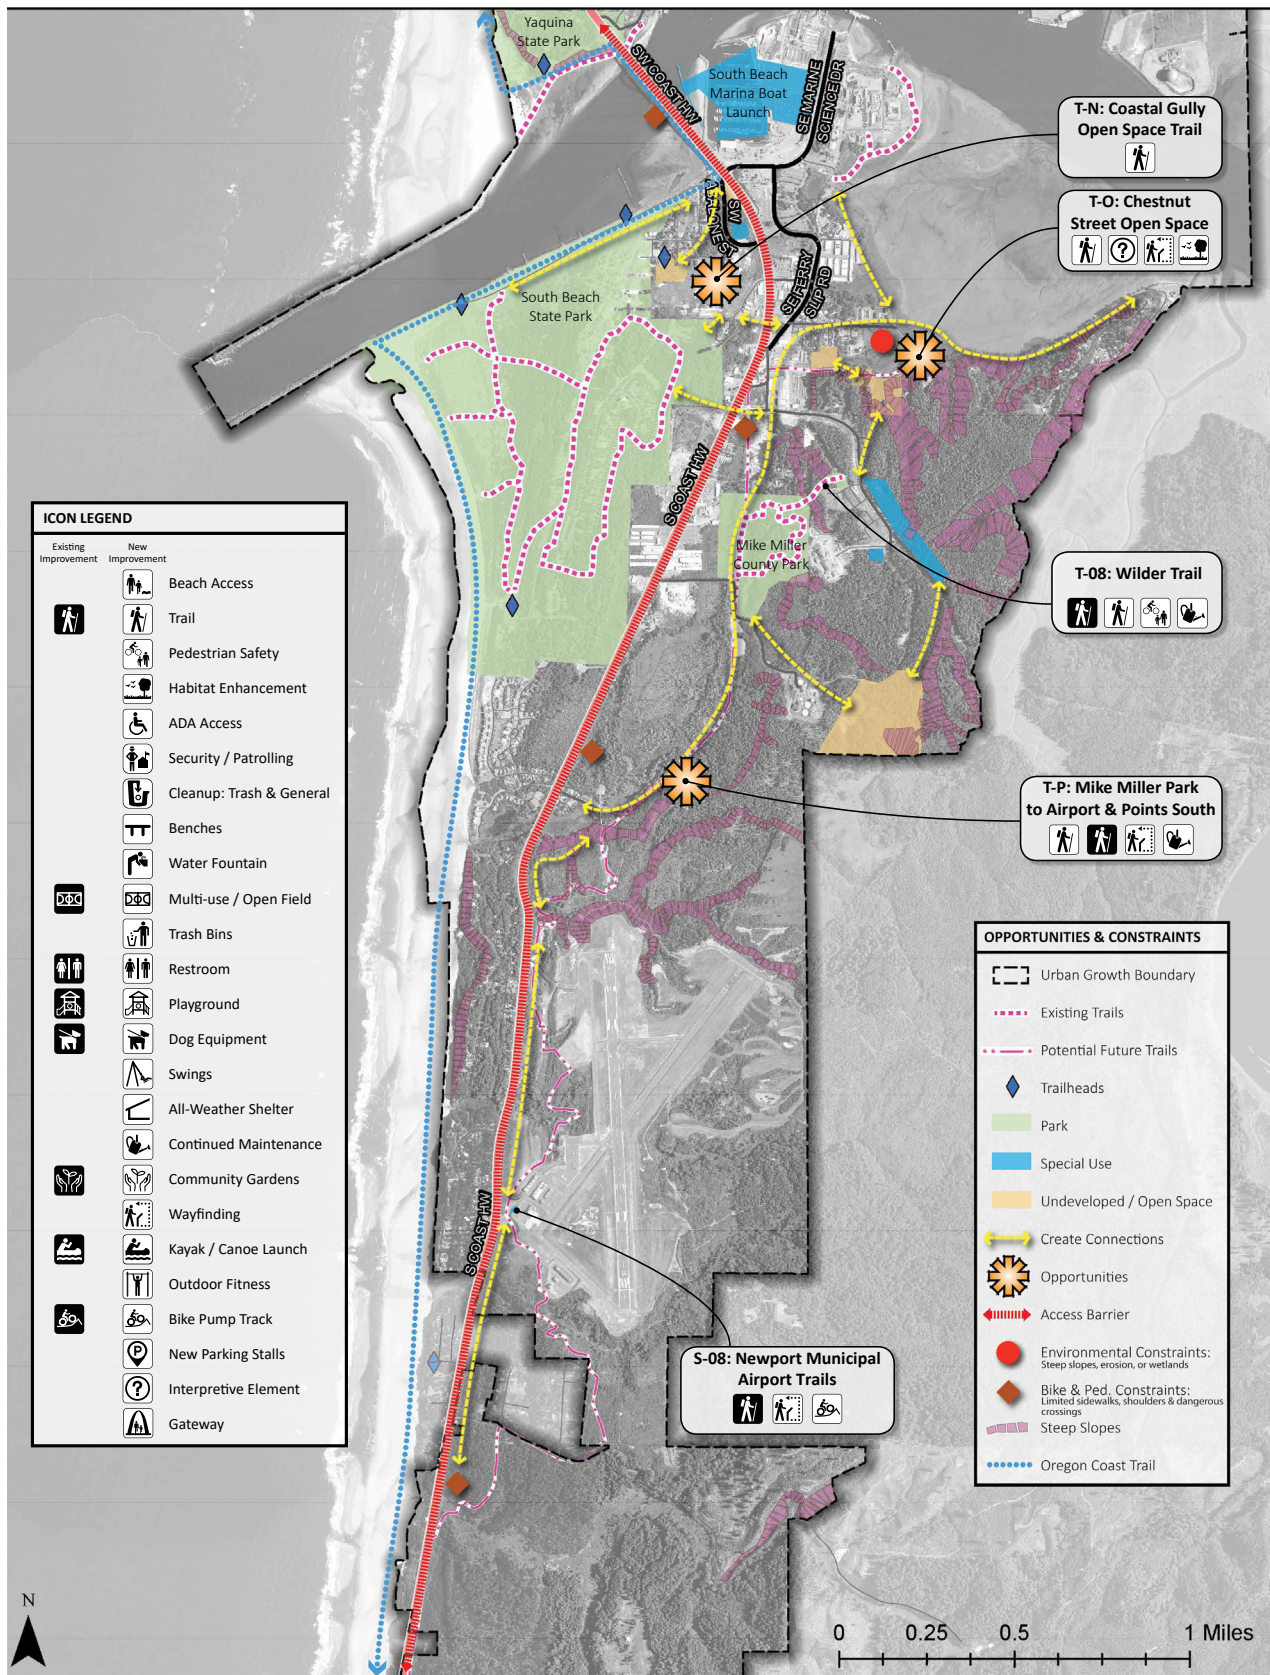 Yaquina
State Park
SW COAST HW
South Beach
Marina Boat
Launch
SE MARINE
SCIENCE DR
T-N: Coastal Gully
Open Space Trail
T-O: Chestnut
Street Open Space
SW
SE FERRY
SLIP RD
South Beach
State Park
S COAST HW
Mike Miller
County Park
T-08: Wilder Trail
T-P: Mike Miller Park
to Airport & Points South
S COAST HW
S-08: Newport Municipal
Airport Trails
ICON LEGEND
Existing
Improvement
New
Improvement
Beach Access
Trail
Pedestrian Safety
Habitat Enhancement
ADA Access
Security / Patrolling
Cleanup: Trash & General
Benches
Water Fountain
Multi-use / Open Field
Trash Bins
Restroom
Playground
Dog Equipment
Swings
All-Weather Shelter
Continued Maintenance
Community Gardens
Wayfinding
Kayak / Canoe Launch
Outdoor Fitness
Bike Pump Track
P
New Parking Stalls
?
Interpretive Element
Gateway
OPPORTUNITIES & CONSTRAINTS
Urban Growth Boundary
Existing Trails
Potential Future Trails
Trailheads
Park
Special Use
Undeveloped / Open Space
Create Connections
Opportunities
Access Barrier
Environmental Constraints:
Steep slopes, erosion, or wetlands
Bike & Ped. Constraints:
Limited sidewalks, shoulders & dangerous
crossings
Steep Slopes
Oregon Coast Trail
N
0 0.25 0.5 1 Miles